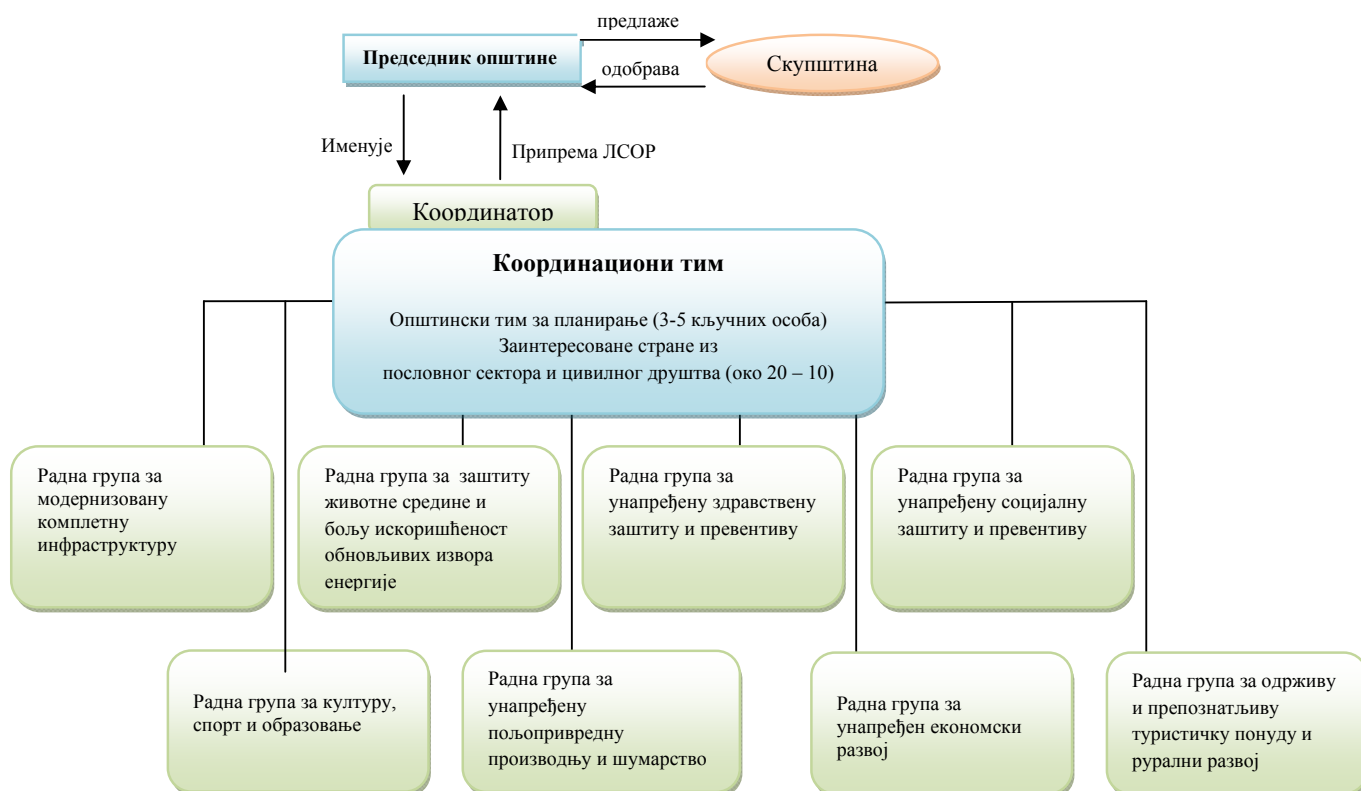 предлаже
Председник општине
Скупштина
одобрава
Именује
Припрема ЛСОР
Координатор
Координациони тим
Општински тим за планирање (3-5 кључних особа)
Заинтересоване стране из
пословног сектора и цивилног друштва (око 20 – 10)
Радна група за
модернизовану
комплетну
инфраструктуру
Радна група за заштиту
животне средине и
бољу искоришћеност
обновљивих извора
енергије
Радна група за
унапређену здравствену
заштиту и превентиву
Радна група за
унапређену социјалну
заштиту и превентиву
Радна група за културу,
спорт и образовање
Радна група за
унапређену
пољопривредну
производњу и шумарство
Радна група за
унапређен економски
развој
Радна група за одрживу
и препознатљиву
туристичку понуду и
рурални развој